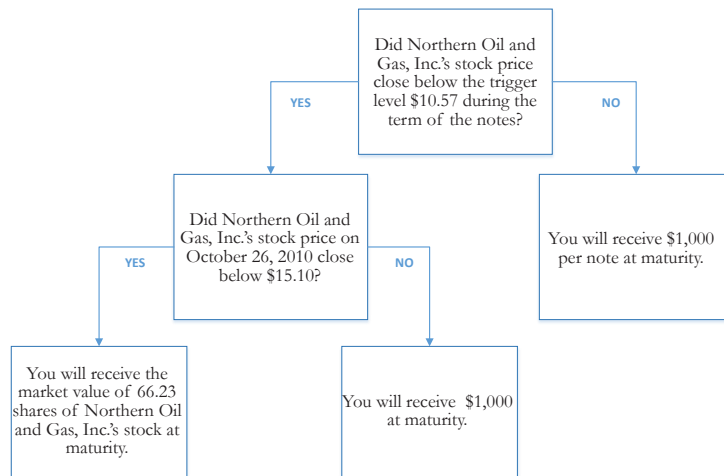 Did Northern Oil and
Gas, Inc.'s stock price
close below the trigger
level $10.57 during the
term of the notes?
YES
NO
Did Northern Oil and
Gas, Inc.'s stock price on
October 26, 2010 close
below $15.10?
You will receive $1,000
per note at maturity.
YES
NO
You will receive the
market value of 66.23
shares of Northern Oil
and Gas, Inc.'s stock at
maturity.
You will receive $1,000
at maturity.